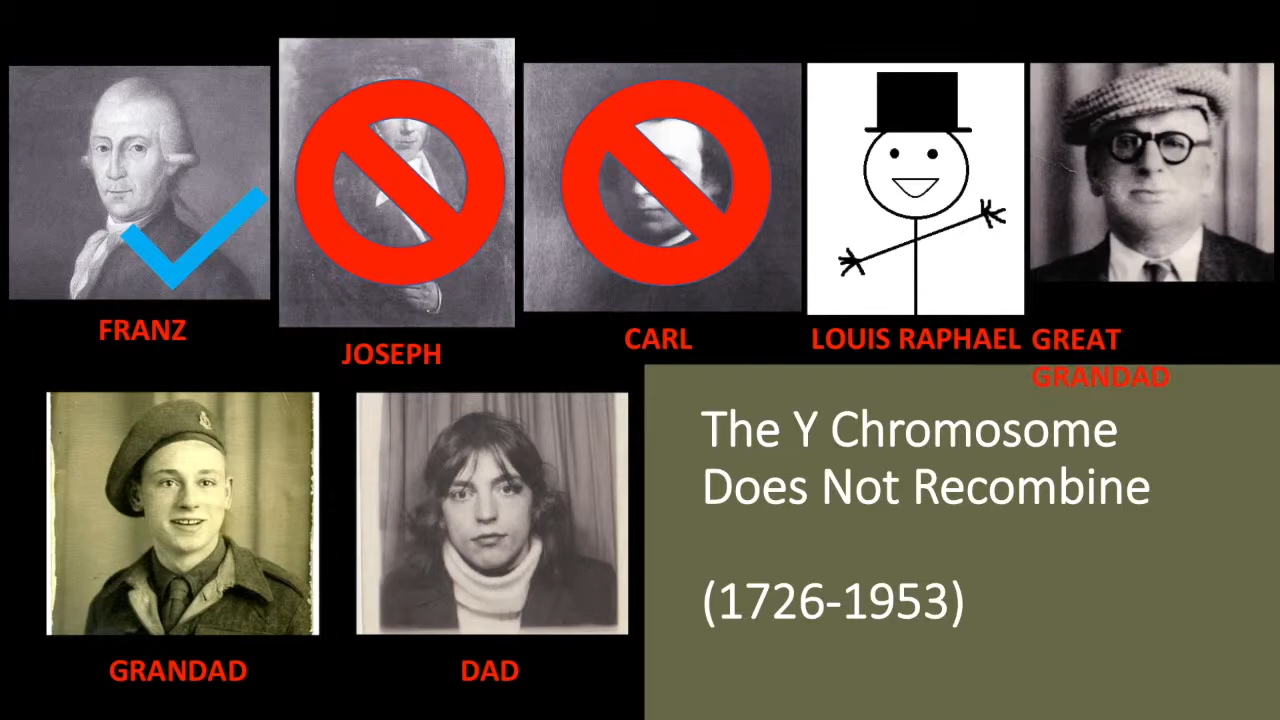 FRANZ
JOSEPH
CARL
LOUIS RAPHAEL
GREAT
GRANDAD
The Y Chromosome
Does Not Recombine
(1726-1953)
GRANDAD
DAD